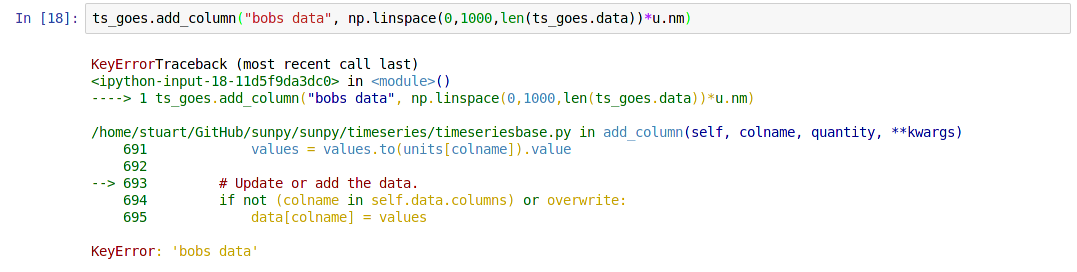 In [18]: ts_goes.add_column("bobs data", np.linspace(0,1000,len(ts_goes.data))*u.nm)
KeyErrorTraceback (most recent call last)
<ipython-input-18-11d5f9da3dc0> in <module>()
----> 1 ts_goes.add_column("bobs data", np.linspace(0,1000,len(ts_goes.data))*u.nm)
/home/stuart/GitHub/sunpy/sunpy/timeseries/timeseriesbase.py in add_column(self, colname, quantity, **kwargs)
691             values = values.to(units[colname]).value
692
--> 693         # Update or add the data.
694         if not (colname in self.data.columns) or overwrite:
695             data[colname] = values
KeyError: 'bobs data'